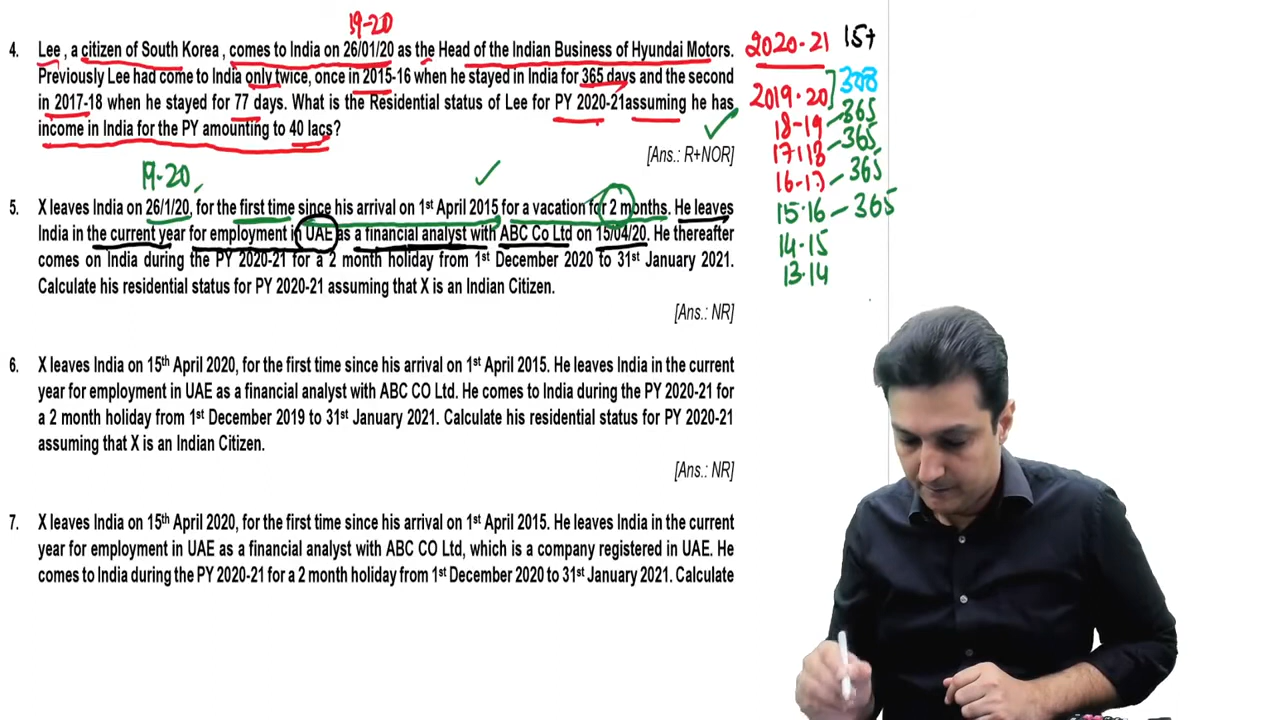 19-20
4. Lee , a citizen of South Korea , comes to India on 26/01/20 as the Head of the Indian Business of Hyundai Motors.
Previously Lee had come to India only twice, once in 2015-16 when he stayed in India for 365 days and the second
in 2017-18 when he stayed for 77 days. What is the Residential status of Lee for PY 2020-21assuming he has
income in India for the PY amounting to 40 lacs?
[Ans.: R+NOR]
19-20
5. X leaves India on 26/1/20, for the first time since his arrival on 1st April 2015 for a vacation for 2 months. He leaves
India in the current year for employment in UAE as a financial analyst with ABC Co Ltd on 15/04/20. He thereafter
comes on India during the PY 2020-21 for a 2 month holiday from 1st December 2020 to 31st January 2021.
Calculate his residential status for PY 2020-21 assuming that X is an Indian Citizen.
[Ans.: NR]
6. X leaves India on 15th April 2020, for the first time since his arrival on 1st April 2015. He leaves India in the current
year for employment in UAE as a financial analyst with ABC CO Ltd. He comes to India during the PY 2020-21 for
a 2 month holiday from 1st December 2019 to 31st January 2021. Calculate his residential status for PY 2020-21
assuming that X is an Indian Citizen.
[Ans.: NR]
7. X leaves India on 15th April 2020, for the first time since his arrival on 1st April 2015. He leaves India in the current
year for employment in UAE as a financial analyst with ABC CO Ltd, which is a company registered in UAE. He
comes to India during the PY 2020-21 for a 2 month holiday from 1st December 2020 to 31st January 2021. Calculate
2020-21 15+
2019-20
18-19 - 365
17-18 - 365
16-17 - 365
15-16 - 365
14-15
13-14